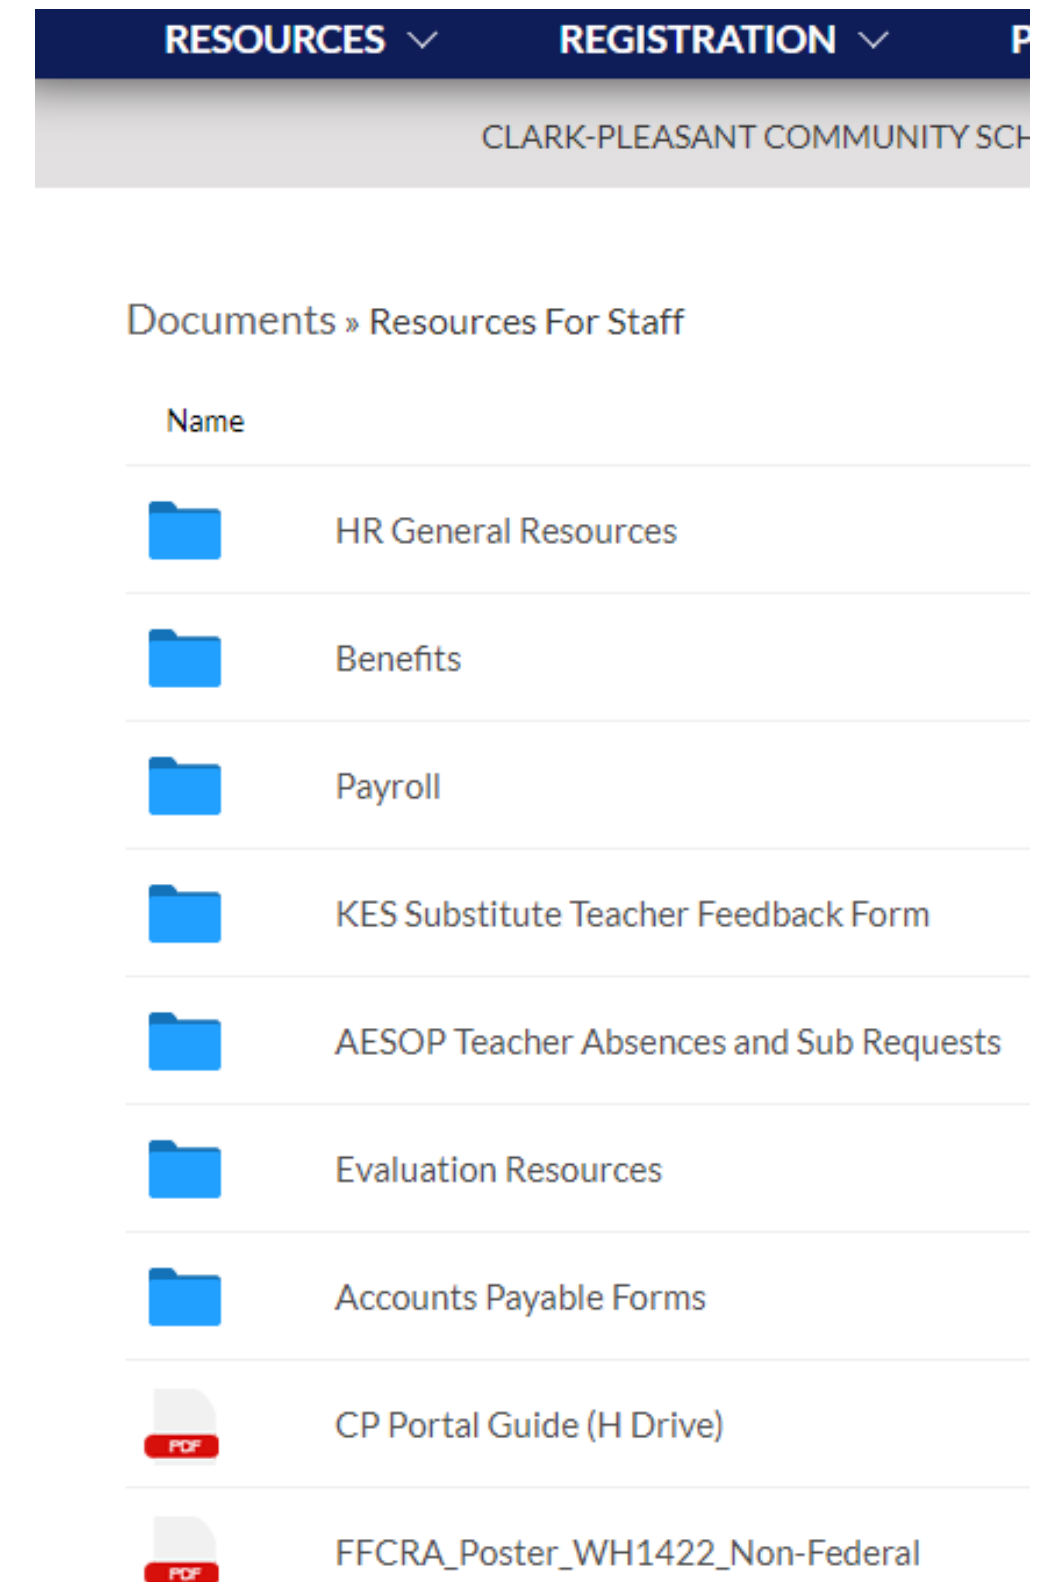 RESOURCES REGISTRATION
CLARK-PLEASANT COMMUNITY
Documents » Resources For Staff
Name
HR General Resources
Benefits
Payroll
KES Substitute Teacher Feedback Form
AESOP Teacher Absences and Sub Requests
Evaluation Resources
Accounts Payable Forms
PDF CP Portal Guide (H Drive)
PDF FFCRA_Poster_WH1422_Non-Federal